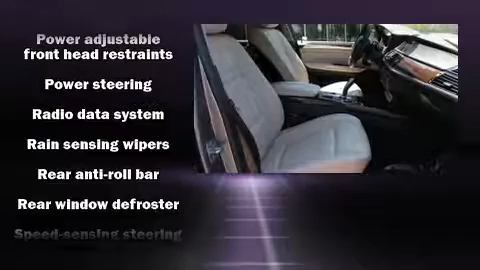 Power adjustable
front head restraints
Power steering
Radio data system
Rain sensing wipers
Rear anti-roll bar
Rear window defroster
Speed-sensing steering